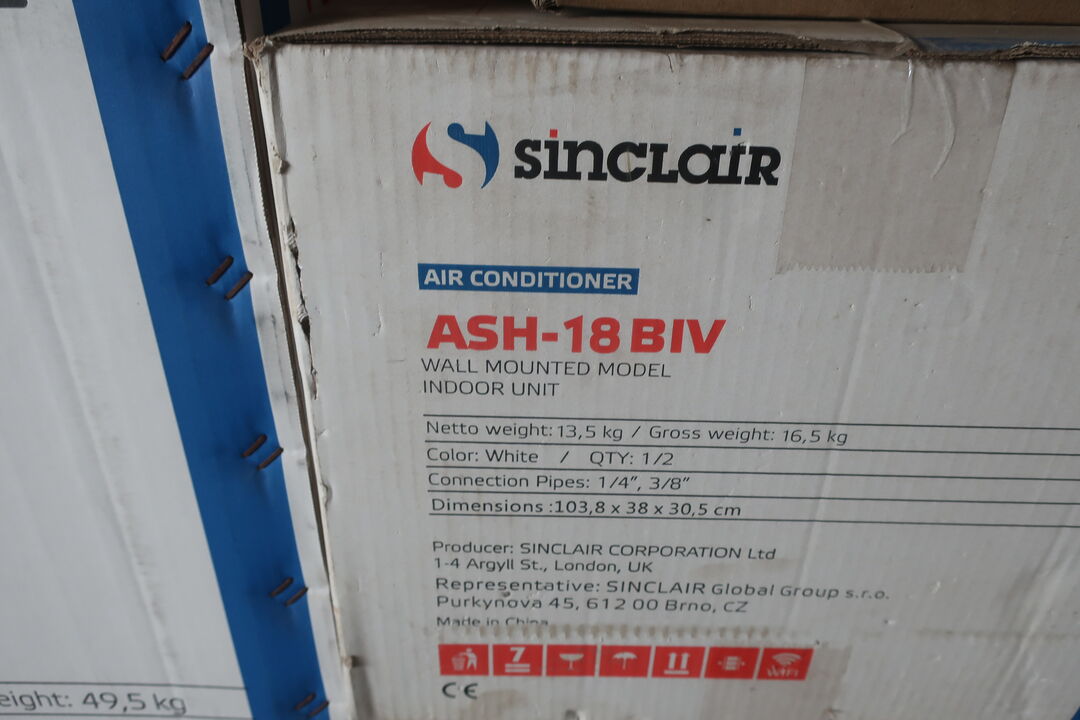 sinclair
AIR CONDITIONER
ASH-18 BIV
WALL MOUNTED MODEL
INDOOR UNIT
Netto weight: 13,5 kg / Gross weight: 16,5 kg
Color: White / QTY: 1/2
Connection Pipes: 1/4”, 3/8”
Dimensions :103,8 x 38 x 30,5 cm
Producer: SINCLAIR CORPORATION Ltd
1-4 Argyll St., London, UK
Representative: SINCLAIR Global Group s.r.o.
Purkynova 45, 612 00 Brno, CZ
Made in China
7
WiFi
CE
eight: 49,5 kg